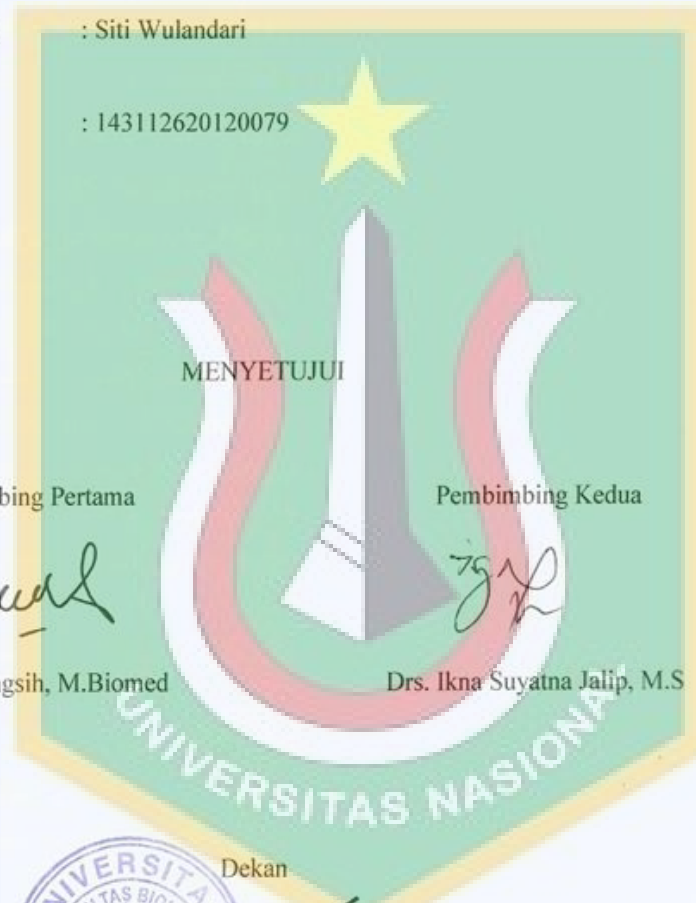 : Siti Wulandari
: 143112620120079
MENYETUJUI
bing Pertama
Pembimbing Kedua
gsih, M.Biomed
Drs. Ikna Suyatna Jalip, M.S
UNIVERSITAS NASIONAL
Dekan